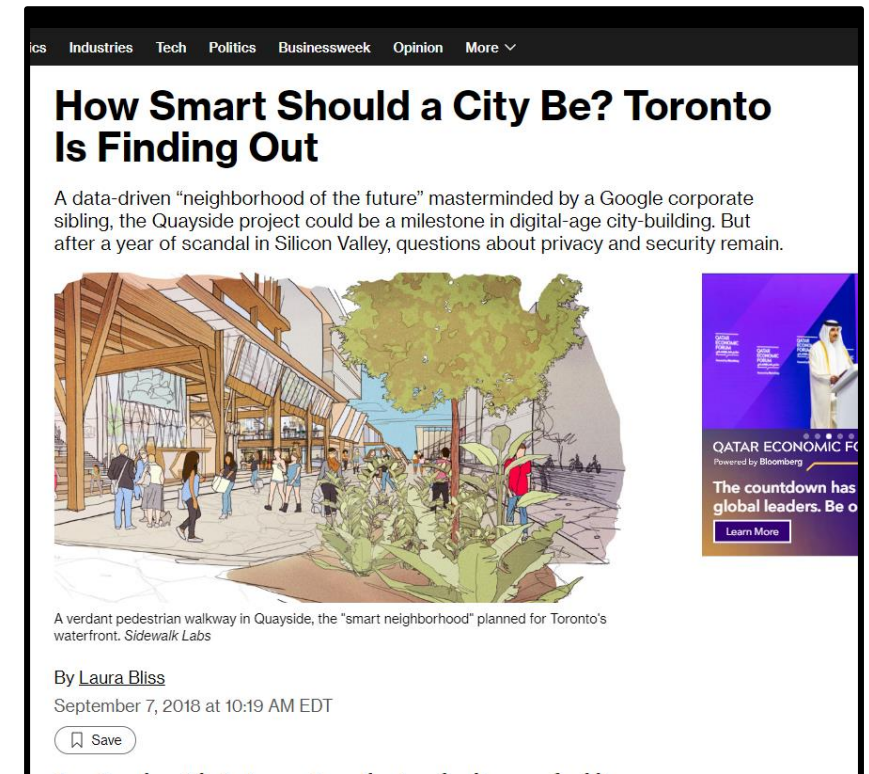 ics Industries Tech Politics Businessweek Opinion More
How Smart Should a City Be? Toronto
Is Finding Out
A data-driven “neighborhood of the future” masterminded by a Google corporate
sibling, the Quayside project could be a milestone in digital-age city-building. But
after a year of scandal in Silicon Valley, questions about privacy and security remain.
QATAR
ECONOMIC
FORUM
QATAR ECONOMIC FO
Powered by Bloomberg
The countdown has
global leaders. Be o
Learn More
A verdant pedestrian walkway in Quayside, the "smart neighborhood" planned for Toronto's
waterfront. Sidewalk Labs
By Laura Bliss
September 7, 2018 at 10:19 AM EDT
Save